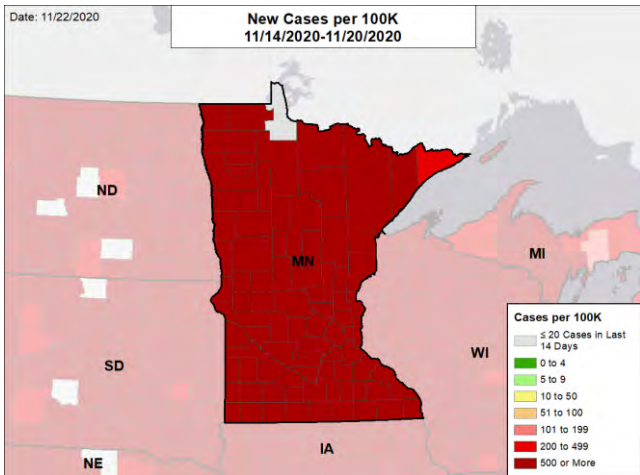 Date: 11/22/2020
New Cases per 100K
11/14/2020-11/20/2020
ND
MN
MI
SD
WI
NE
IA
Cases per 100K
≤ 20 Cases in Last
14 Days
0 to 4
5 to 9
10 to 50
51 to 100
101 to 199
200 to 499
500 or More